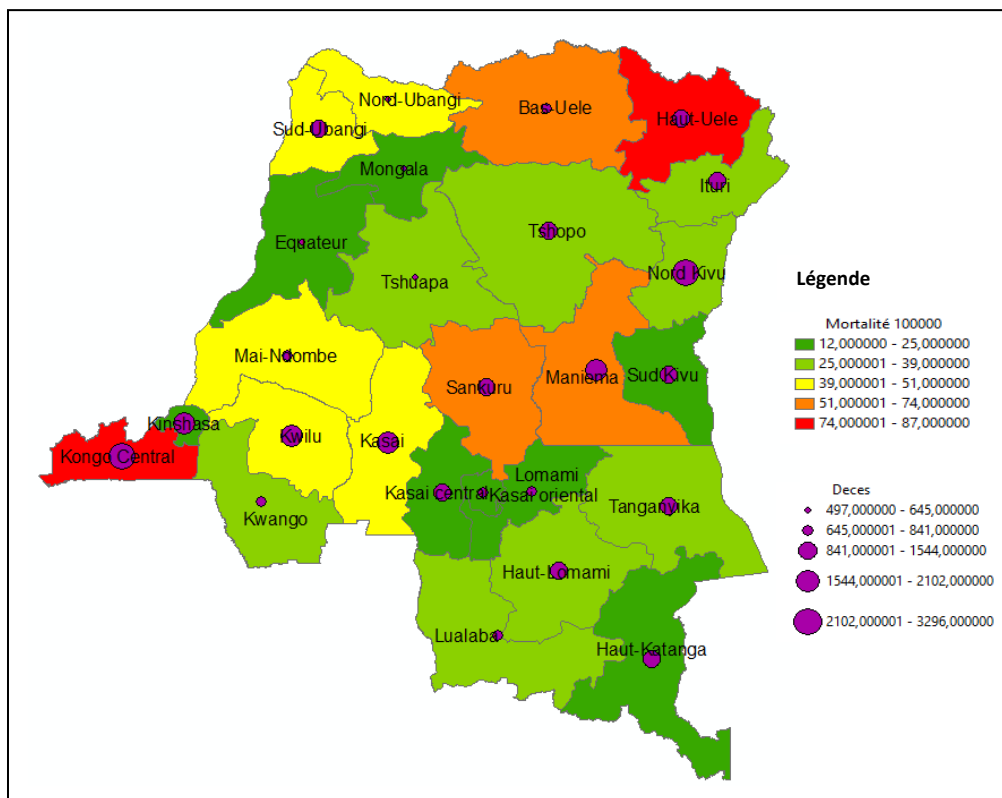 Nord-Ubangi
Bas-Uele
Haut-Uele
Sud-Ubangi
Mongala
Ituri
Tshopo
Equateur
Nord Kivu
Tshuapa
Mai-Ndombe
Sankuru
Maniema
Sud Kivu
Kinshasa
Kwilu
Kasai
Kongo Central
Lomami
Kasai central
Kasai oriental
Kwango
Tanganyika
Haut-Lomami
Lualaba
Haut-Katanga
Légende
Mortalité 100000
12,000000 - 25,000000
25,000001 - 39,000000
39,000001 - 51,000000
51,000001 - 74,000000
74,000001 - 87,000000
Deces
497,000000 - 645,000000
645,000001 - 841,000000
841,000001 - 1544,000000
1544,000001 - 2102,000000
2102,000001 - 3296,000000